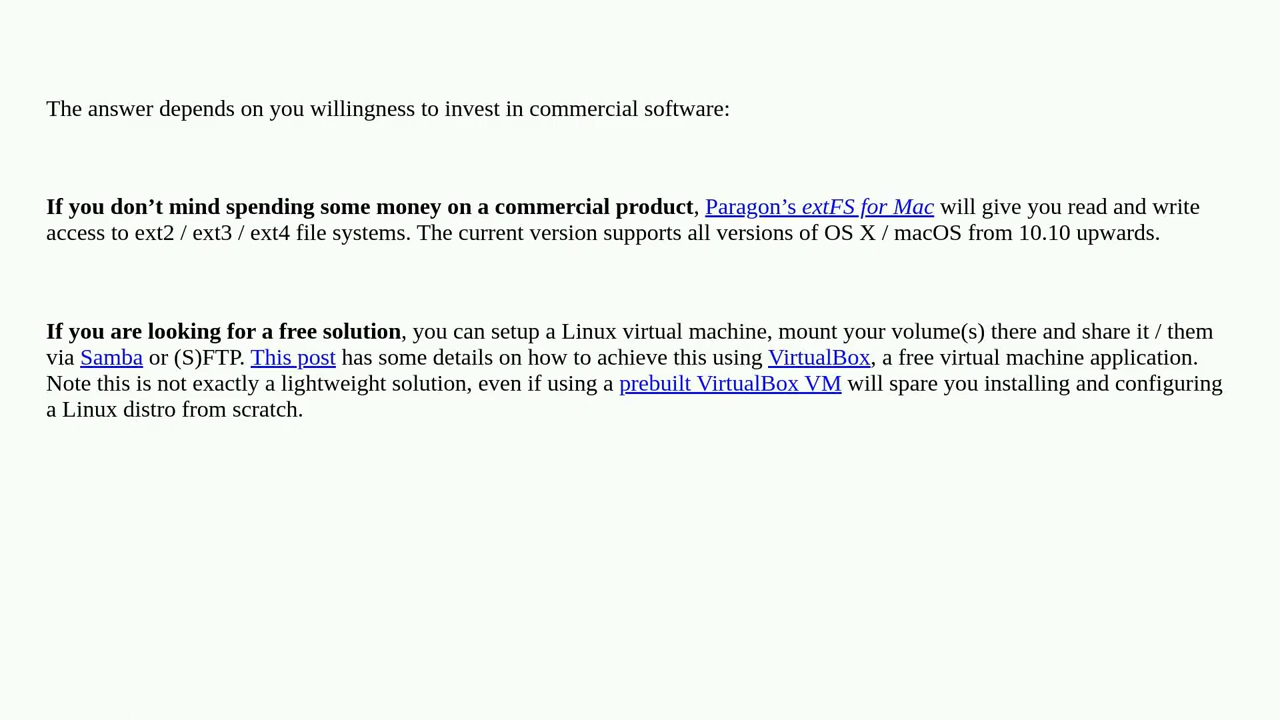 The answer depends on you willingness to invest in commercial software:
If you don’t mind spending some money on a commercial product, Paragon’s extFS for Mac will give you read and write
access to ext2 / ext3 / ext4 file systems. The current version supports all versions of OS X / macOS from 10.10 upwards.
If you are looking for a free solution, you can setup a Linux virtual machine, mount your volume(s) there and share it / them
via Samba or (S)FTP. This post has some details on how to achieve this using VirtualBox, a free virtual machine application.
Note this is not exactly a lightweight solution, even if using a prebuilt VirtualBox VM will spare you installing and configuring
a Linux distro from scratch.